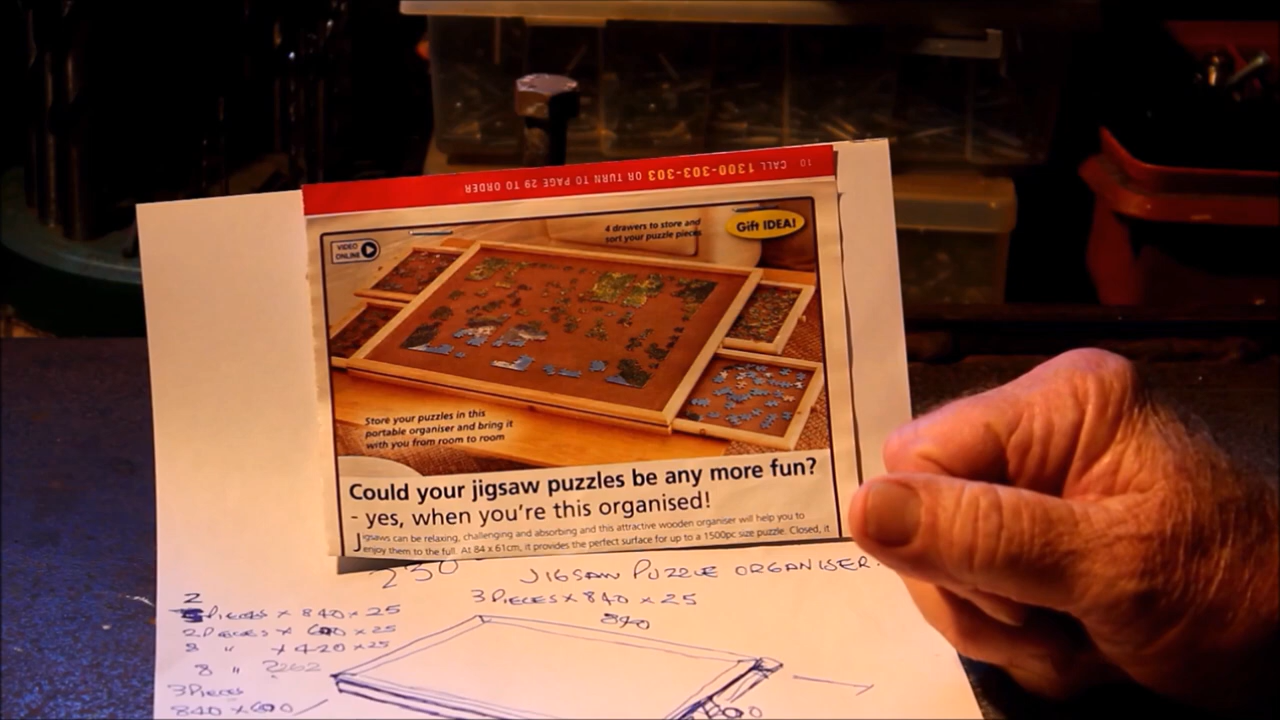 10 CALL 1300-303-303 OR TURN TO PAGE 29 TO ORDER
VIDEO
ONLINE
4 drawers to store and
sort your puzzle pieces
Gift IDEA!
Store your puzzles in this
portable organiser and bring it
with you from room to room
Could your jigsaw puzzles be any more fun?
- yes, when you're this organised!
Jigsaws can be relaxing, challenging and absorbing and this attractive wooden organiser will help you to
enjoy them to the full. At 84 x 61cm, it provides the perfect surface for up to a 1500pc size puzzle. Closed, it
230
JIGSAW PUZZLE ORGANISER.
3 PIECES x 840 x 25
840
2
PIECES x 840 x 25
2 PIECES x 600 x 25
8 " x 420 x 25
8 " 262
3 PIECES
840 x 600